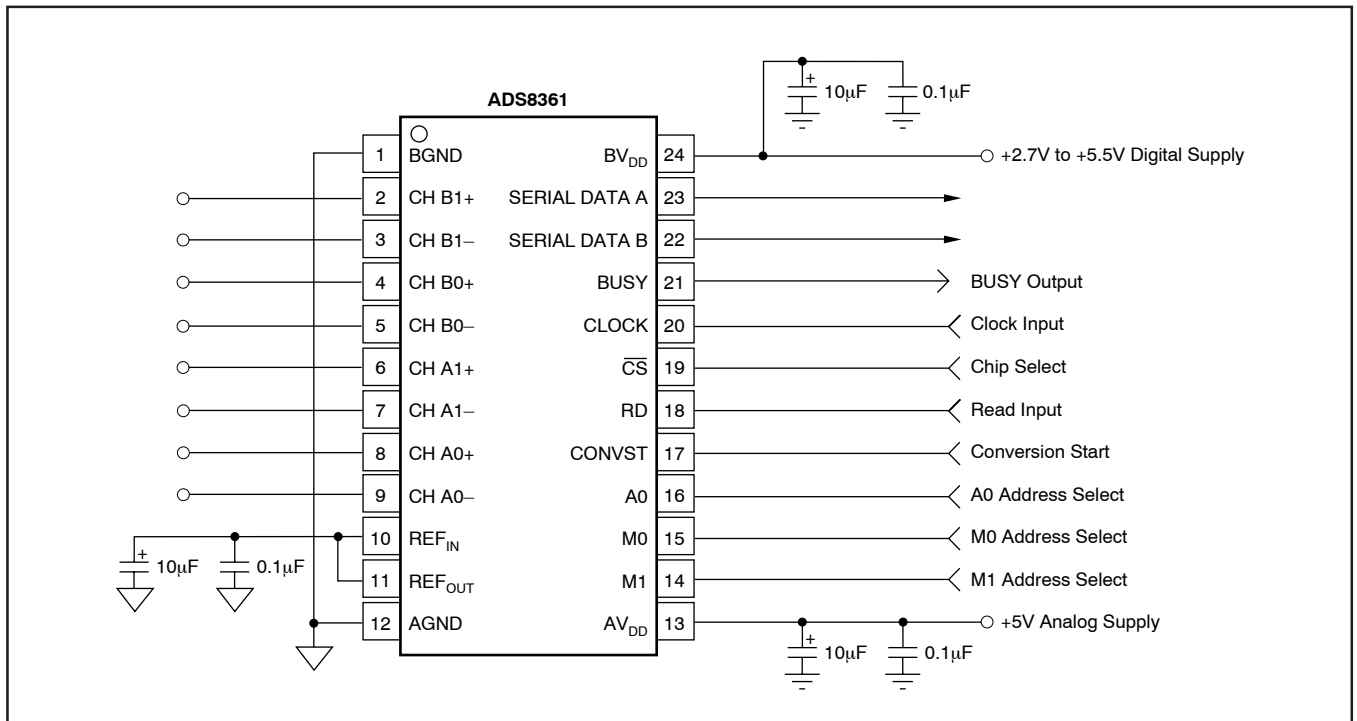 ADS8361
+
10μF
0.1μF
1 BGND BVDD 24 +2.7V to +5.5V Digital Supply
2 CH B1+ SERIAL DATA A 23
3 CH B1– SERIAL DATA B 22
4 CH B0+ BUSY 21 BUSY Output
5 CH B0– CLOCK 20 Clock Input
6 CH A1+ CS 19 Chip Select
7 CH A1– RD 18 Read Input
8 CH A0+ CONVST 17 Conversion Start
9 CH A0– A0 16 A0 Address Select
+
10μF
0.1μF
10 REFIN M0 15 M0 Address Select
11 REFOUT M1 14 M1 Address Select
12 AGND AVDD 13 +5V Analog Supply
+
10μF
0.1μF